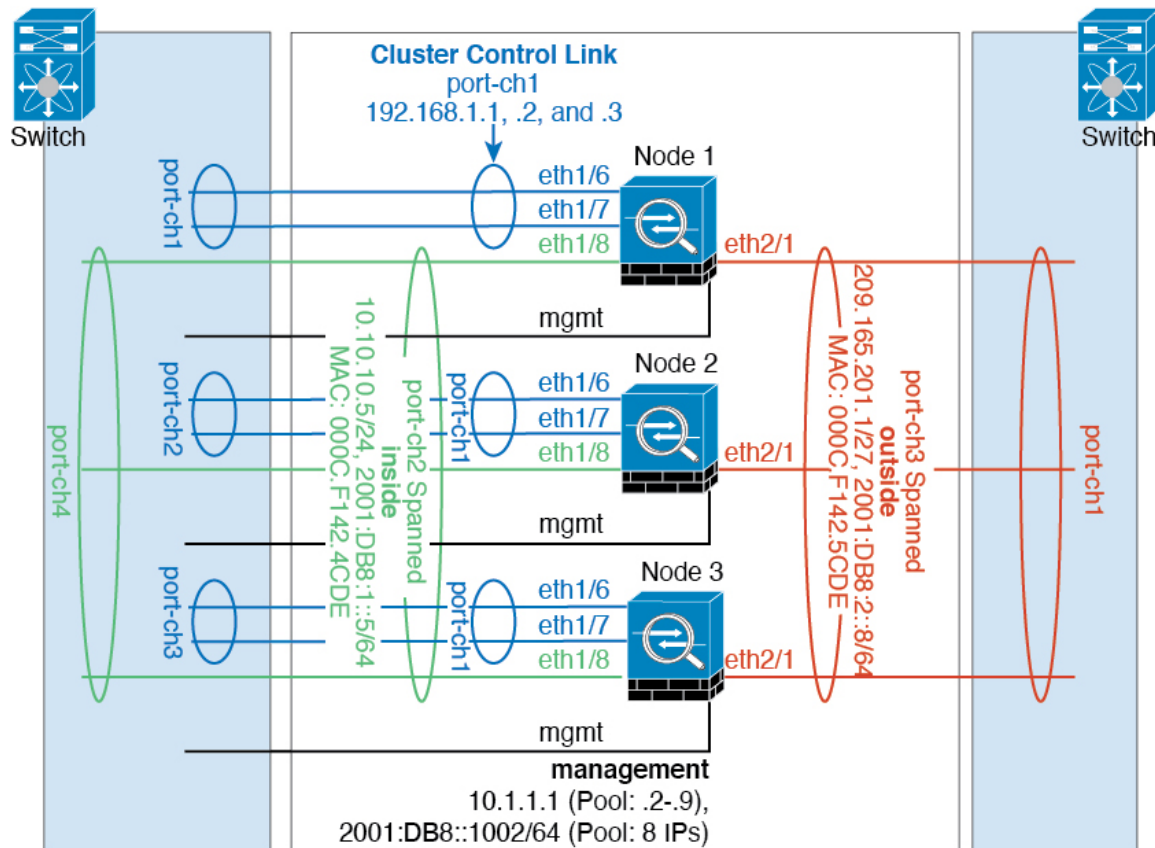 Switch
Switch
Cluster Control Link
port-ch1
192.168.1.1, .2, and .3
Node 1
port-ch1
eth1/6
eth1/7
eth1/8
eth2/1
mgmt
Node 2
port-ch2
port-ch1
eth1/6
eth1/7
eth1/8
eth2/1
mgmt
Node 3
port-ch3
port-ch1
eth1/6
eth1/7
eth1/8
eth2/1
mgmt
port-ch4
port-ch2 Spanned
inside
10.10.10.5/24, 2001:DB8:1::5/64
MAC: 000C.F142.4CDE
port-ch3 Spanned
outside
209.165.201.1/27, 2001:DB8:2::8/64
MAC: 000C.F142.5CDE
port-ch1
management
10.1.1.1 (Pool: .2-.9),
2001:DB8::1002/64 (Pool: 8 IPs)